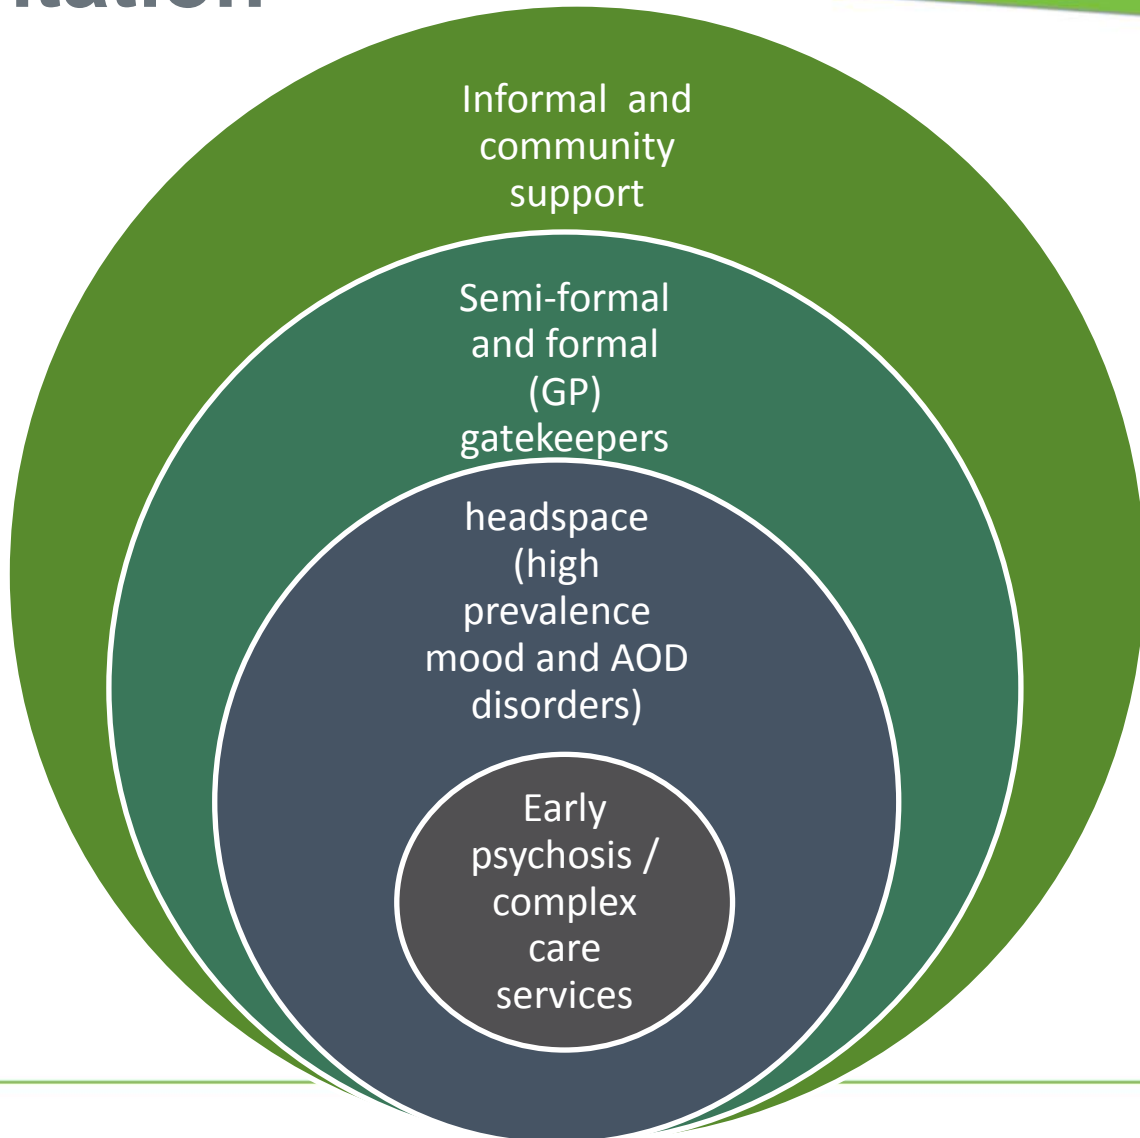 itation
Informal and
community
support
Semi-formal
and formal
(GP)
gatekeepers
headspace
(high
prevalence
mood and AOD
disorders)
Early
psychosis /
complex
care
services